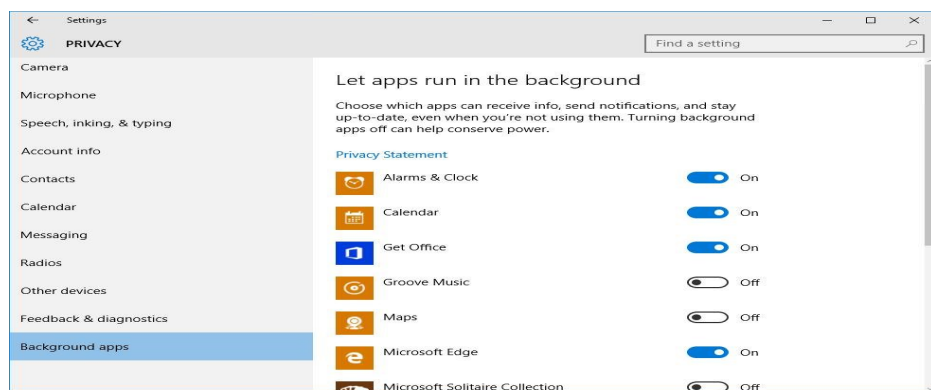 Settings
PRIVACY
Find a setting
Camera
Microphone
Speech, inking, & typing
Account info
Contacts
Calendar
Messaging
Radios
Other devices
Feedback & diagnostics
Background apps
Let apps run in the background
Choose which apps can receive info, send notifications, and stay
up-to-date, even when you're not using them. Turning background
apps off can help conserve power.
Privacy Statement
Alarms & Clock On
Calendar On
Get Office On
Groove Music Off
Maps Off
Microsoft Edge On
Microsoft Solitaire Collection Off